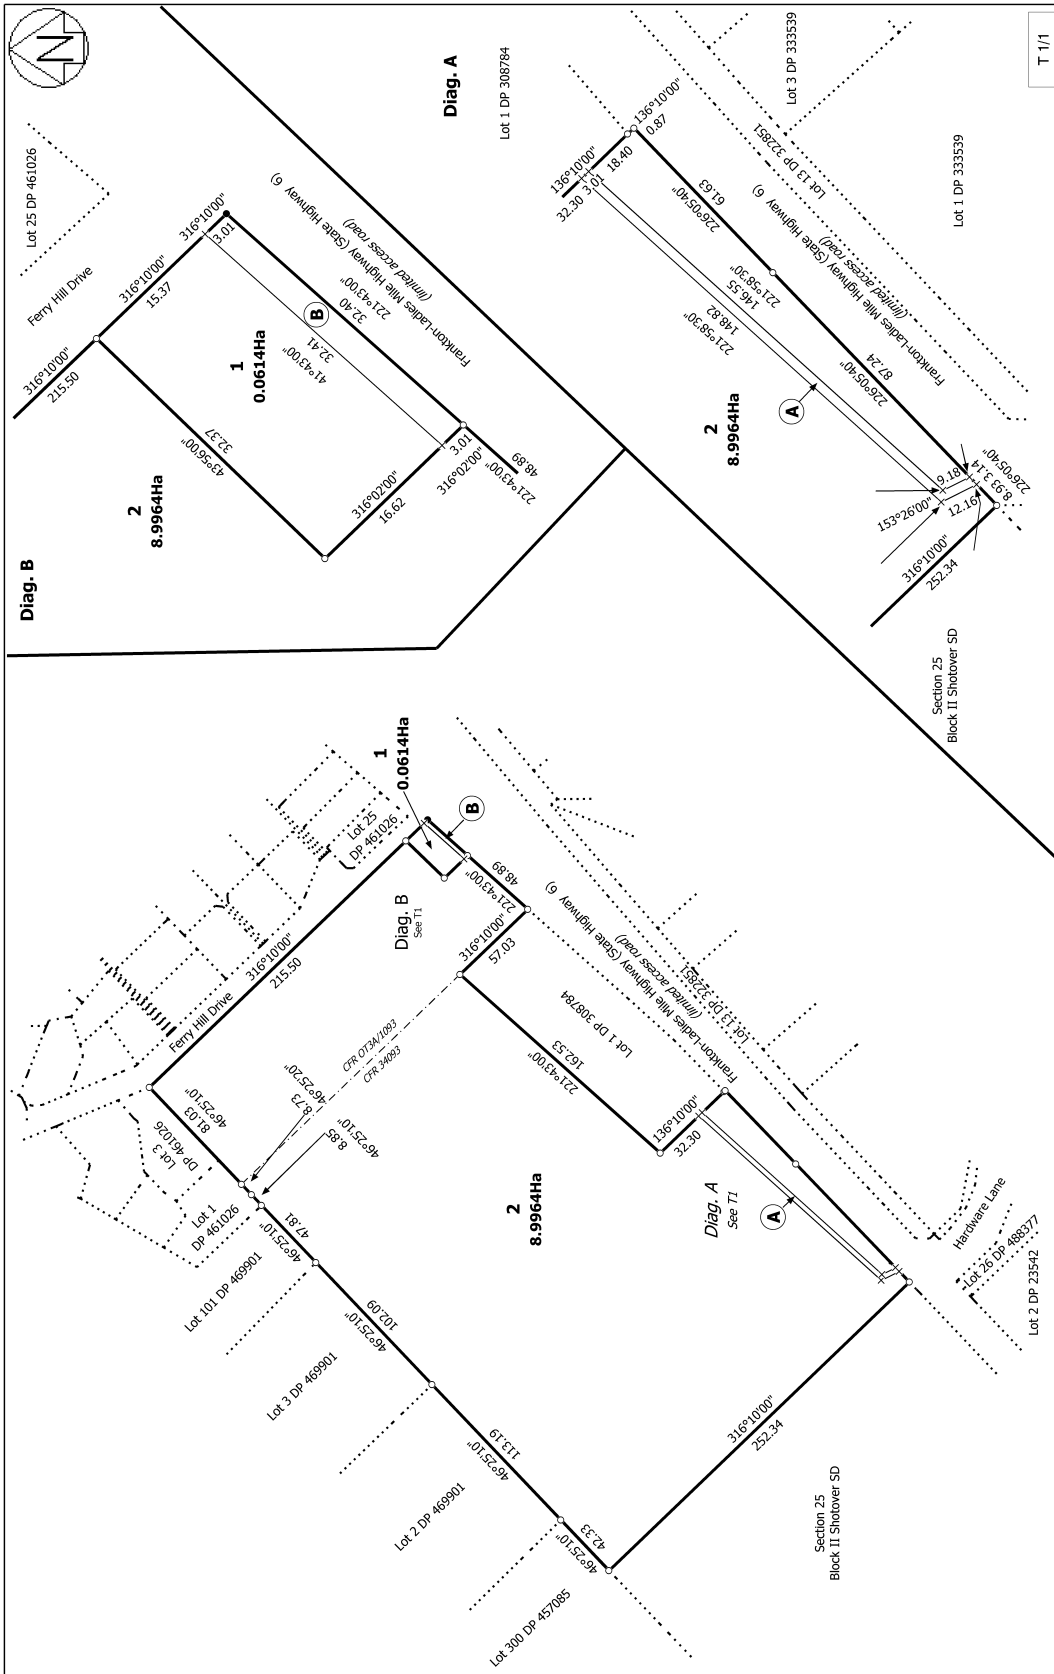 N
Diag. B
Lot 25 DP 461026
Ferry Hill Drive
316°10'00"
215.50
316°10'00"
15.37
316°10'00"
3.01
2
8.9964Ha
43°56'00"
32.37
1
0.0614Ha
41°43'00"
32.41
B
32.40
221°43'00"
316°02'00"
16.62
316°02'00"
3.01
221°43'00"
48.89
Frankton-Ladies Mile Highway (State Highway 6)
(limited access road)
Diag. A
Lot 1 DP 308784
Lot 3 DP 333539
Lot 13 DP 322851
Lot 1 DP 333539
136°10'00"
32.30
3.01
18.40
136°10'00"
0.87
61.63
226°05'40"
221°58'30"
146.55
148.82
221°58'30"
87.24
226°05'40"
Frankton-Ladies Mile Highway (State Highway 6)
(limited access road)
A
2
8.9964Ha
9.18
153°26'00"
12.16
3.14
8.93
226°05'40"
316°10'00"
252.34
Section 25
Block II Shotover SD
T 1/1
1
0.0614Ha
B
Lot 25
DP 461026
Diag. B
See T1
221°43'00"
48.89
316°10'00"
57.03
Ferry Hill Drive
316°10'00"
215.50
CFR OT3A/1093
CFR 34093
Lot 3
DP 461026
81.03
46°25'10"
8.73
46°25'20"
8.85
46°25'10"
Lot 1
DP 461026
47.81
46°25'10"
Lot 101 DP 469901
102.09
46°25'10"
Lot 3 DP 469901
113.19
46°25'10"
Lot 2 DP 469901
42.33
46°25'10"
Lot 300 DP 457085
Lot 1 DP 308784
162.53
221°43'00"
136°10'00"
32.30
Frankton-Ladies Mile Highway (State Highway 6)
(limited access road)
Lot 13 DP 322851
2
8.9964Ha
Diag. A
See T1
A
316°10'00"
252.34
Section 25
Block II Shotover SD
Hardware Lane
Lot 26 DP 488377
Lot 2 DP 23542